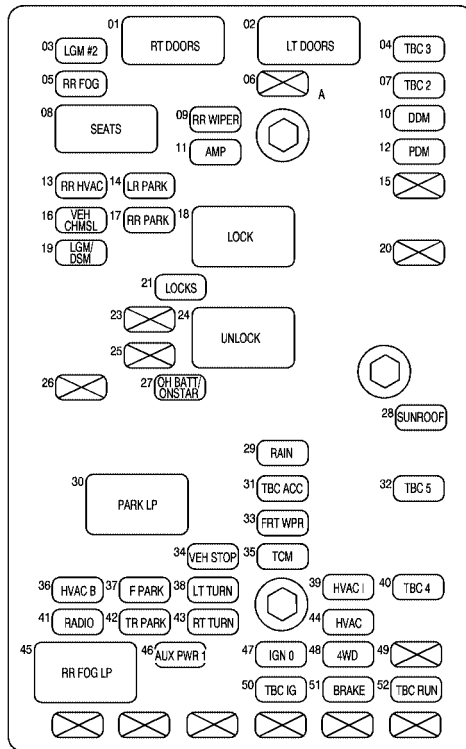 01 RT DOORS
02 LT DOORS
03 LGM #2
04 TBC 3
05 RR FOG
06
A
07 TBC 2
08 SEATS
09 RR WIPER
10 DDM
11 AMP
12 PDM
13 RR HVAC
14 LR PARK
15
16 VEH
CHMSL
17 RR PARK
18 LOCK
19 LGM/
DSM
20
21 LOCKS
23
24 UNLOCK
25
26
27 OH BATT/
ONSTAR
28 SUNROOF
29 RAIN
30 PARK LP
31 TBC ACC
32 TBC 5
33 FRT WPR
34 VEH STOP
35 TCM
36 HVAC B
37 F PARK
38 LT TURN
39 HVAC I
40 TBC 4
41 RADIO
42 TR PARK
43 RT TURN
44 HVAC
45 RR FOG LP
46 AUX PWR 1
47 IGN 0
48 4WD
49
50 TBC IG
51 BRAKE
52 TBC RUN